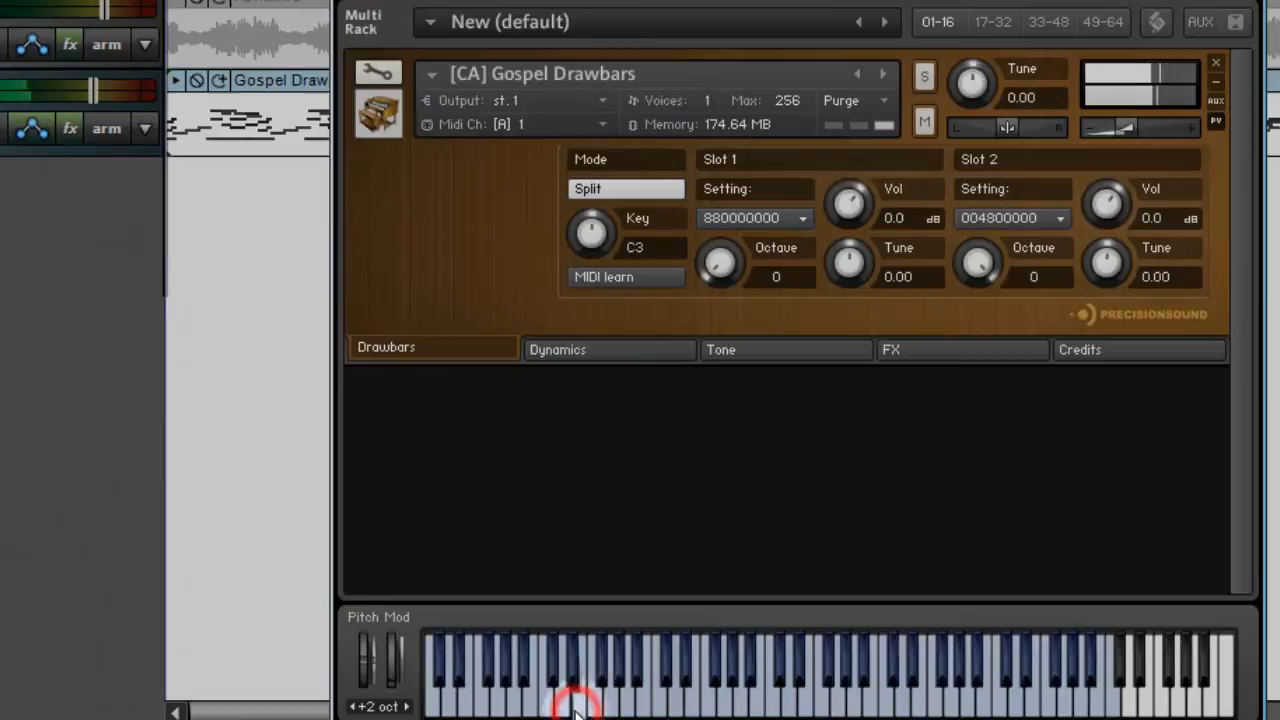 Multi
Rack
New (default)
01-16 17-32 33-48 49-64
AUX
fx arm
[CA] Gospel Drawbars
S
Tune
0.00
Output: st.1
Voices: 1 Max: 256
Purge
Midi Ch: [A] 1
Memory: 174.64 MB
M
L R
AUX
PV
Gospel Draw
fx arm
Mode
Slot 1
Slot 2
Split
Setting:
Vol
Setting:
Vol
Key
880000000
0.0 dB
004800000
0.0 dB
C3
Octave
Tune
Octave
Tune
MIDI learn
0
0.00
0
0.00
PRECISIONSOUND
Drawbars
Dynamics
Tone
FX
Credits
Pitch Mod
+2 oct